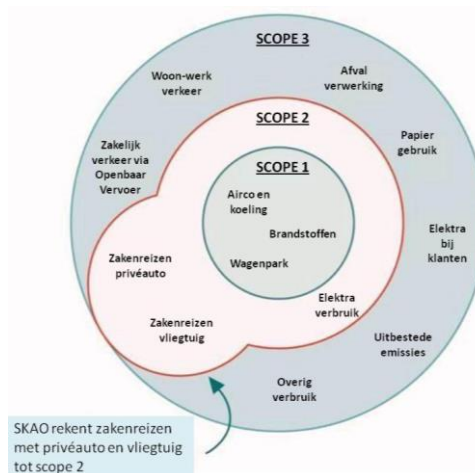 SCOPE 3
Woon-werk
verkeer
Afval
verwerking
SCOPE 2
Papier
gebruik
Zakelijk
verkeer via
Openbaar
Vervoer
SCOPE 1
Airco en
koeling
Brandstoffen
Wagenpark
Elektra
bij
klanten
Zakenreizen
privéauto
Elektra
verbruik
Zakenreizen
vliegtuig
Uitbestede
emissies
Overig
verbruik
SKAO rekent zakenreizen
met privéauto en vliegtuig
tot scope 2